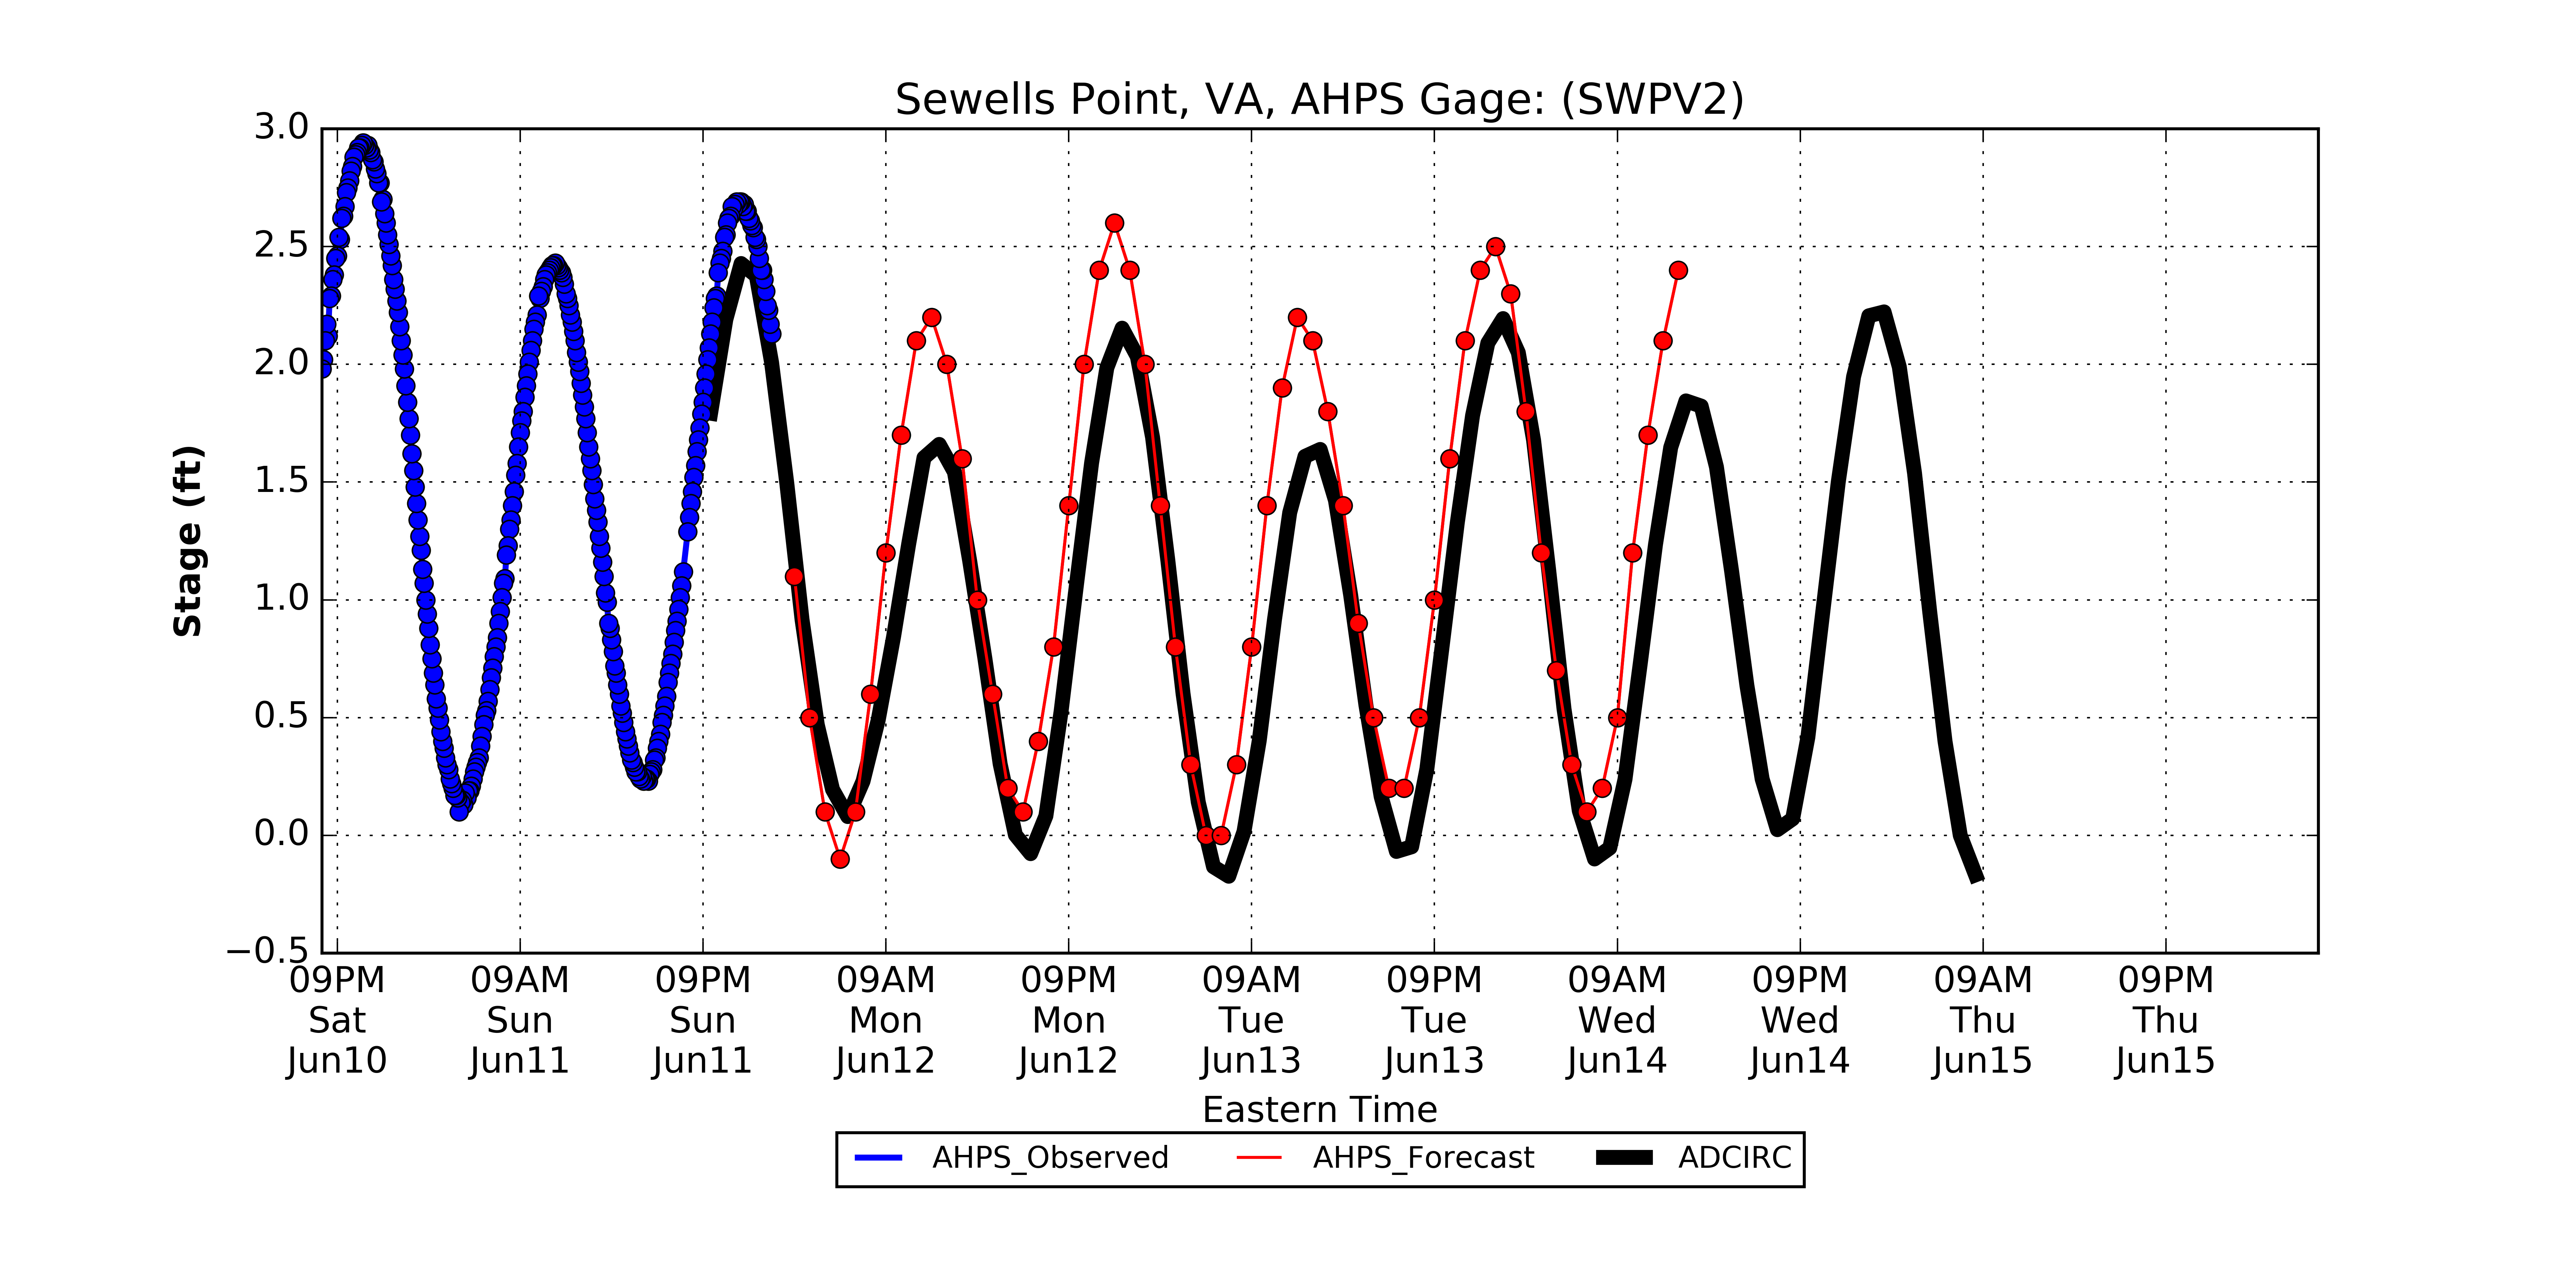 Sewells Point, VA, AHPS Gage: (SWPV2)
3.0
2.5
2.0
1.5
1.0
0.5
0.0
−0.5
Stage (ft)
09PM 09AM 09PM 09AM 09PM 09AM 09PM 09AM 09PM 09AM 09PM
Sat Sun Sun Mon Mon Tue Tue Wed Wed Thu Thu
Jun10 Jun11 Jun11 Jun12 Jun12 Jun13 Jun13 Jun14 Jun14 Jun15 Jun15
Eastern Time
AHPS_Observed AHPS_Forecast ADCIRC